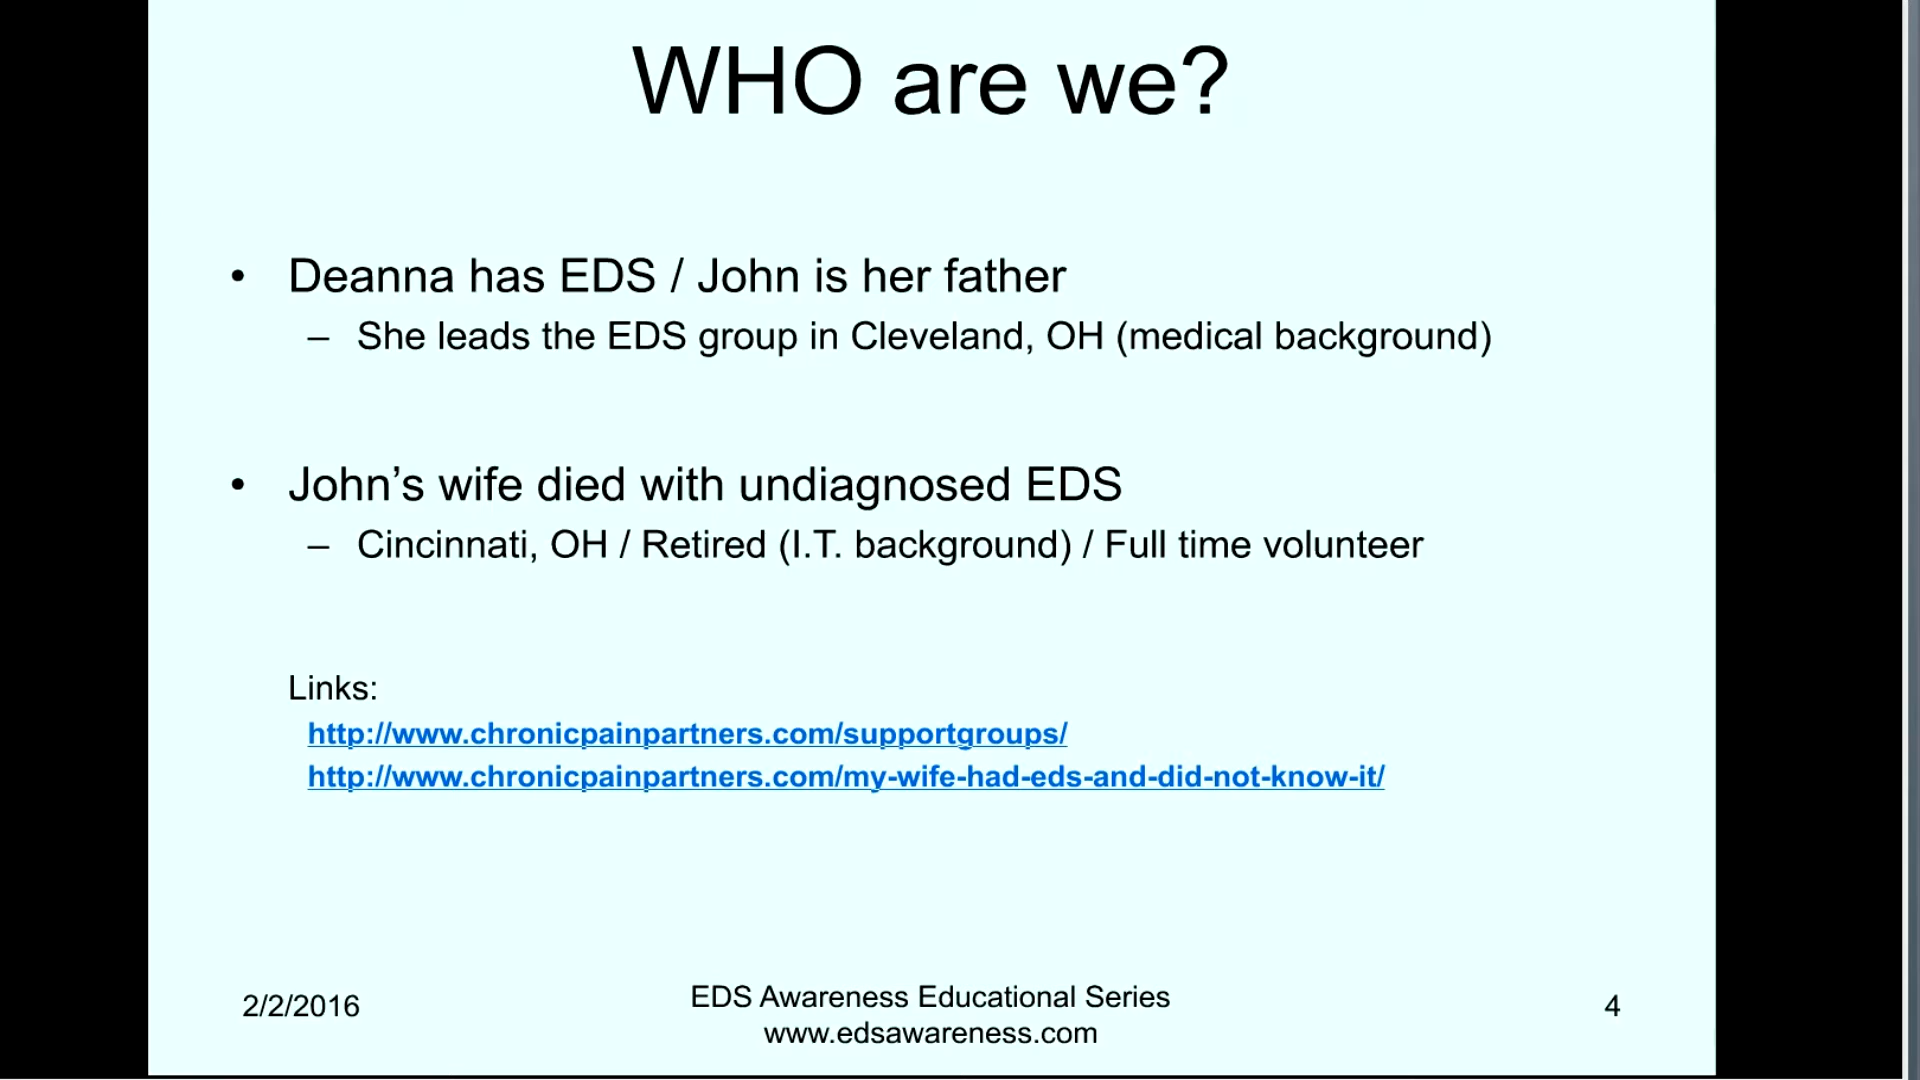 WHO are we?
• Deanna has EDS / John is her father
– She leads the EDS group in Cleveland, OH (medical background)
• John’s wife died with undiagnosed EDS
– Cincinnati, OH / Retired (I.T. background) / Full time volunteer
Links:
http://www.chronicpainpartners.com/supportgroups/
http://www.chronicpainpartners.com/my-wife-had-eds-and-did-not-know-it/
2/2/2016
EDS Awareness Educational Series
www.edsawareness.com
4